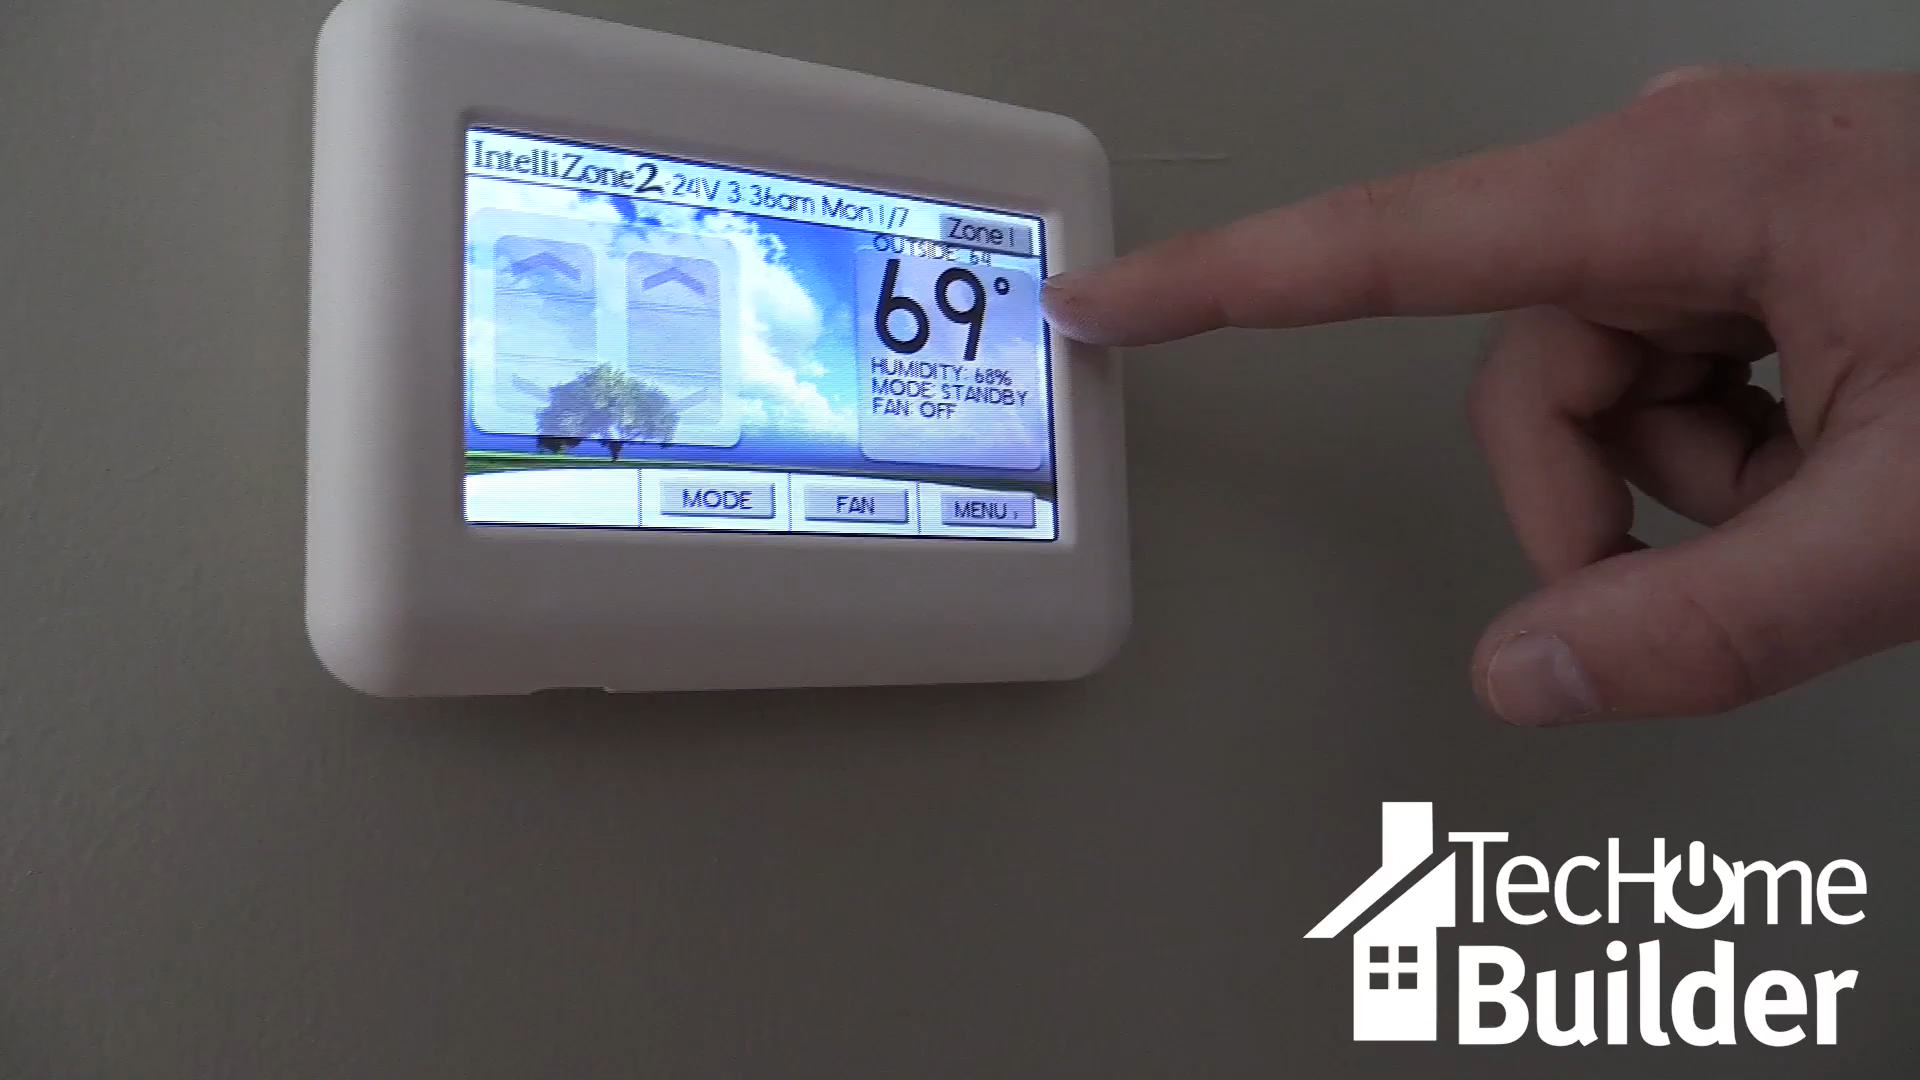 IntelliZone2-24V 3:36am Mon 1/7
Zone 1
OUTSIDE: 64
69°
HUMIDITY: 68%
MODE: STANDBY
FAN: OFF
MODE
FAN
MENU
TecHome
Builder